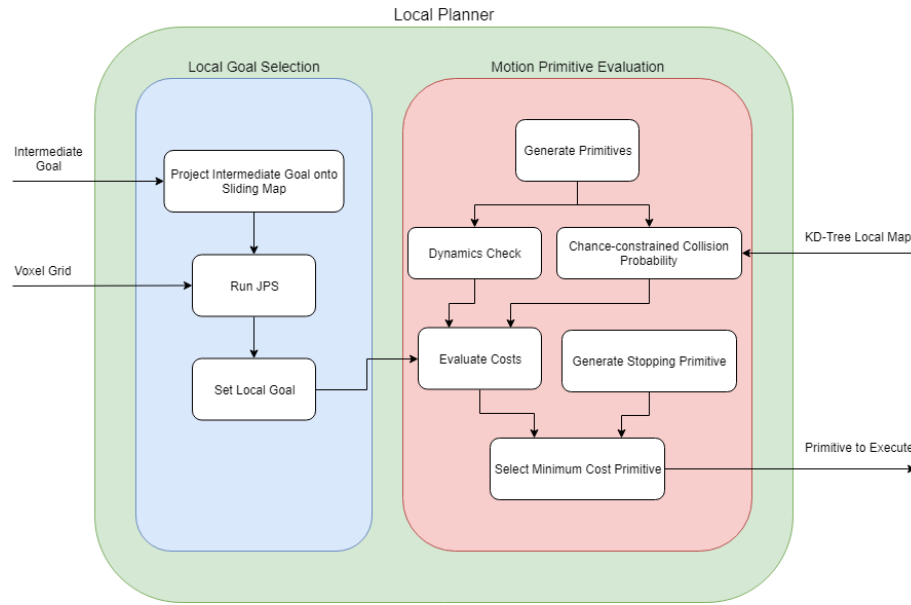 Local Planner
Local Goal Selection
Motion Primitive Evaluation
Intermediate
Goal
Project Intermediate Goal onto
Sliding Map
Voxel Grid
Run JPS
Set Local Goal
Generate Primitives
Dynamics Check
Chance-constrained Collision
Probability
KD-Tree Local Map
Evaluate Costs
Generate Stopping Primitive
Select Minimum Cost Primitive
Primitive to Execute